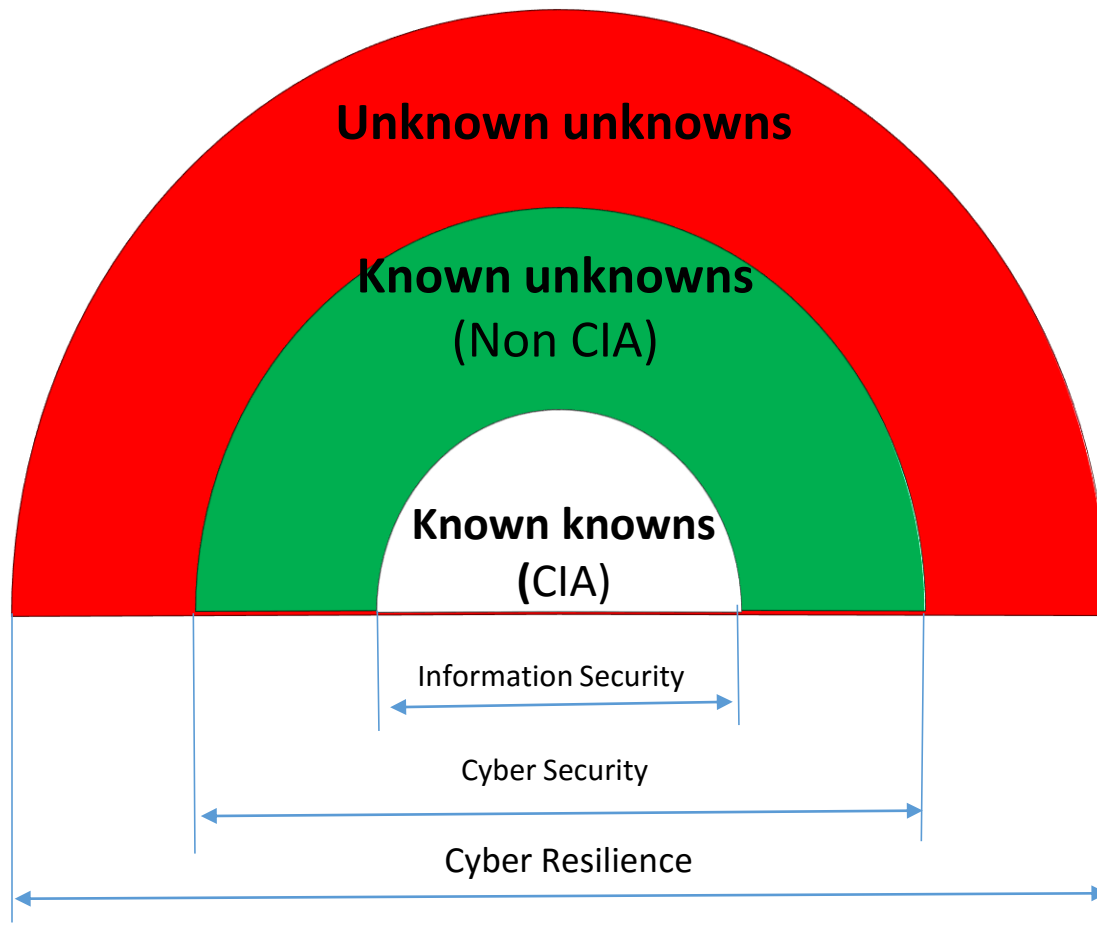 Unknown unknowns
Known unknowns
(Non CIA)
Known knowns
(CIA)
Information Security
Cyber Security
Cyber Resilience